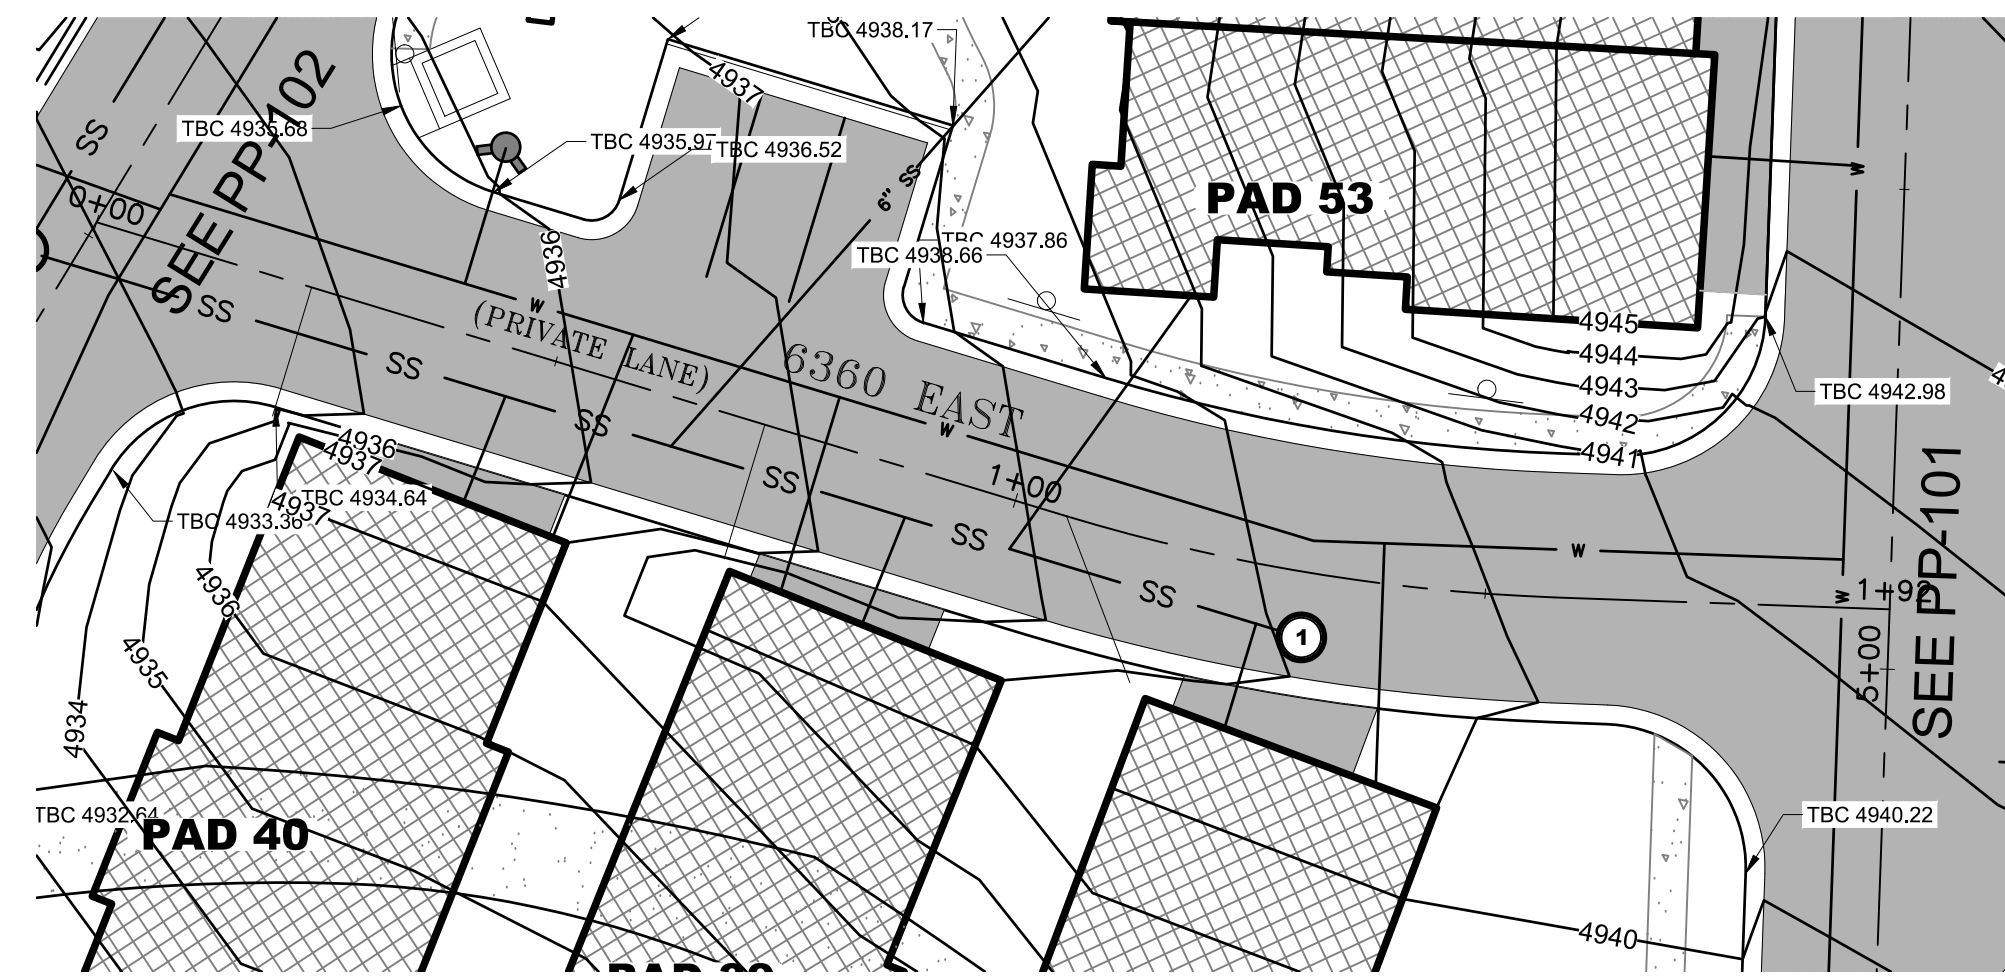 TBC 4938.17
4937
TBC 4935.68
TBC 4935.97
TBC 4936.52
SS
SEE PP-102
6" SS
0+00
PAD 53
W
4936
TBC 4937.86
TBC 4938.66
W
SS
(PRIVATE LANE)
6360 EAST
SS
4945
4944
4943
4942
4941
TBC 4942.98
SS
W
4936
4937
SS
1+00
TBC 4934.64
4937
TBC 4933.36
SS
W
SEE PP-101
4936
SS
W
1+92
1
4935
5+00
4934
TBC 4932.64
PAD 40
TBC 4940.22
4940